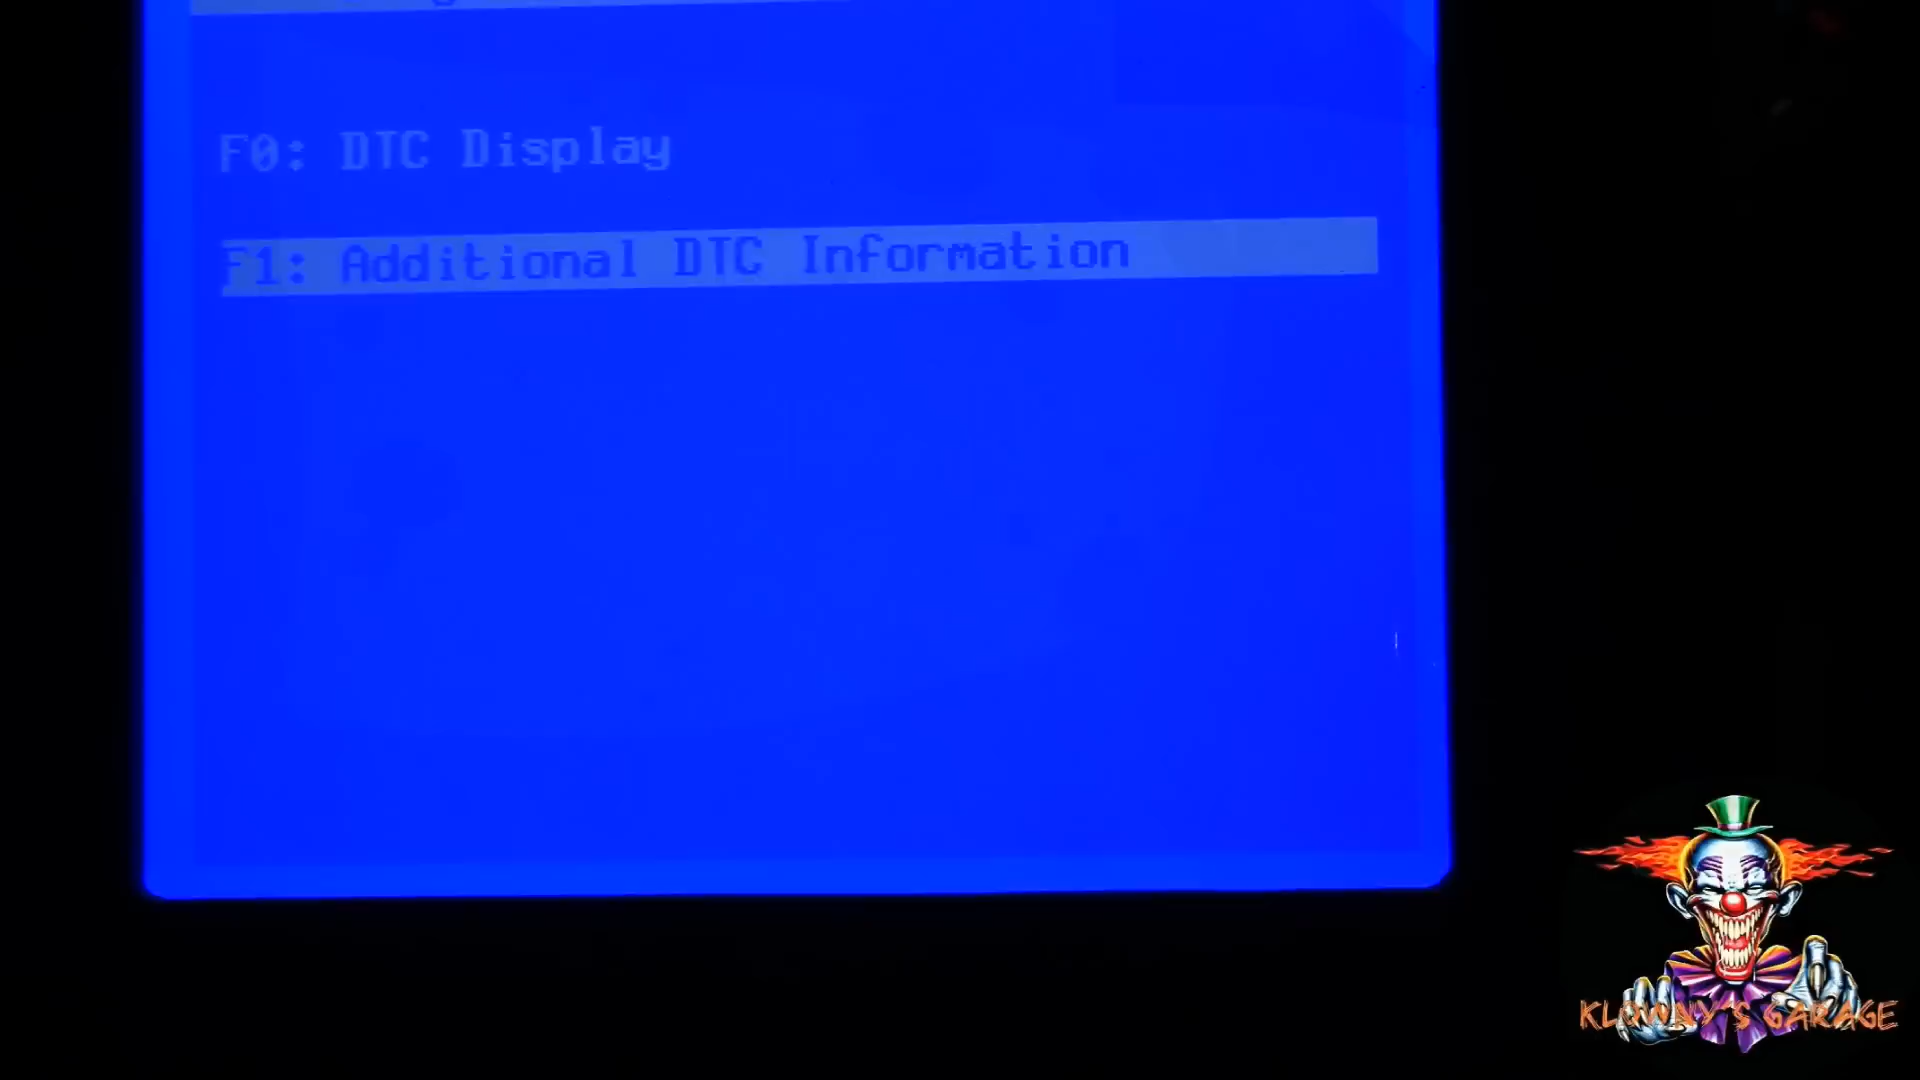 F0: DTC Display
F1: Additional DTC Information
KLOWNY'S GARAGE